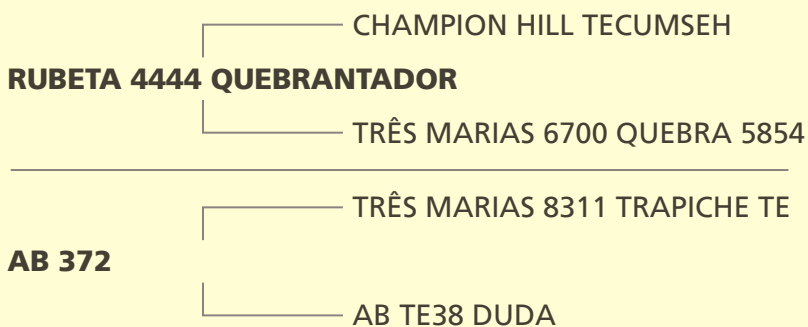 CHAMPION HILL TECUMSEH
RUBETA 4444 QUEBRANTADOR
TRÊS MARIAS 6700 QUEBRA 5854
TRÊS MARIAS 8311 TRAPICHE TE
AB 372
AB TE38 DUDA